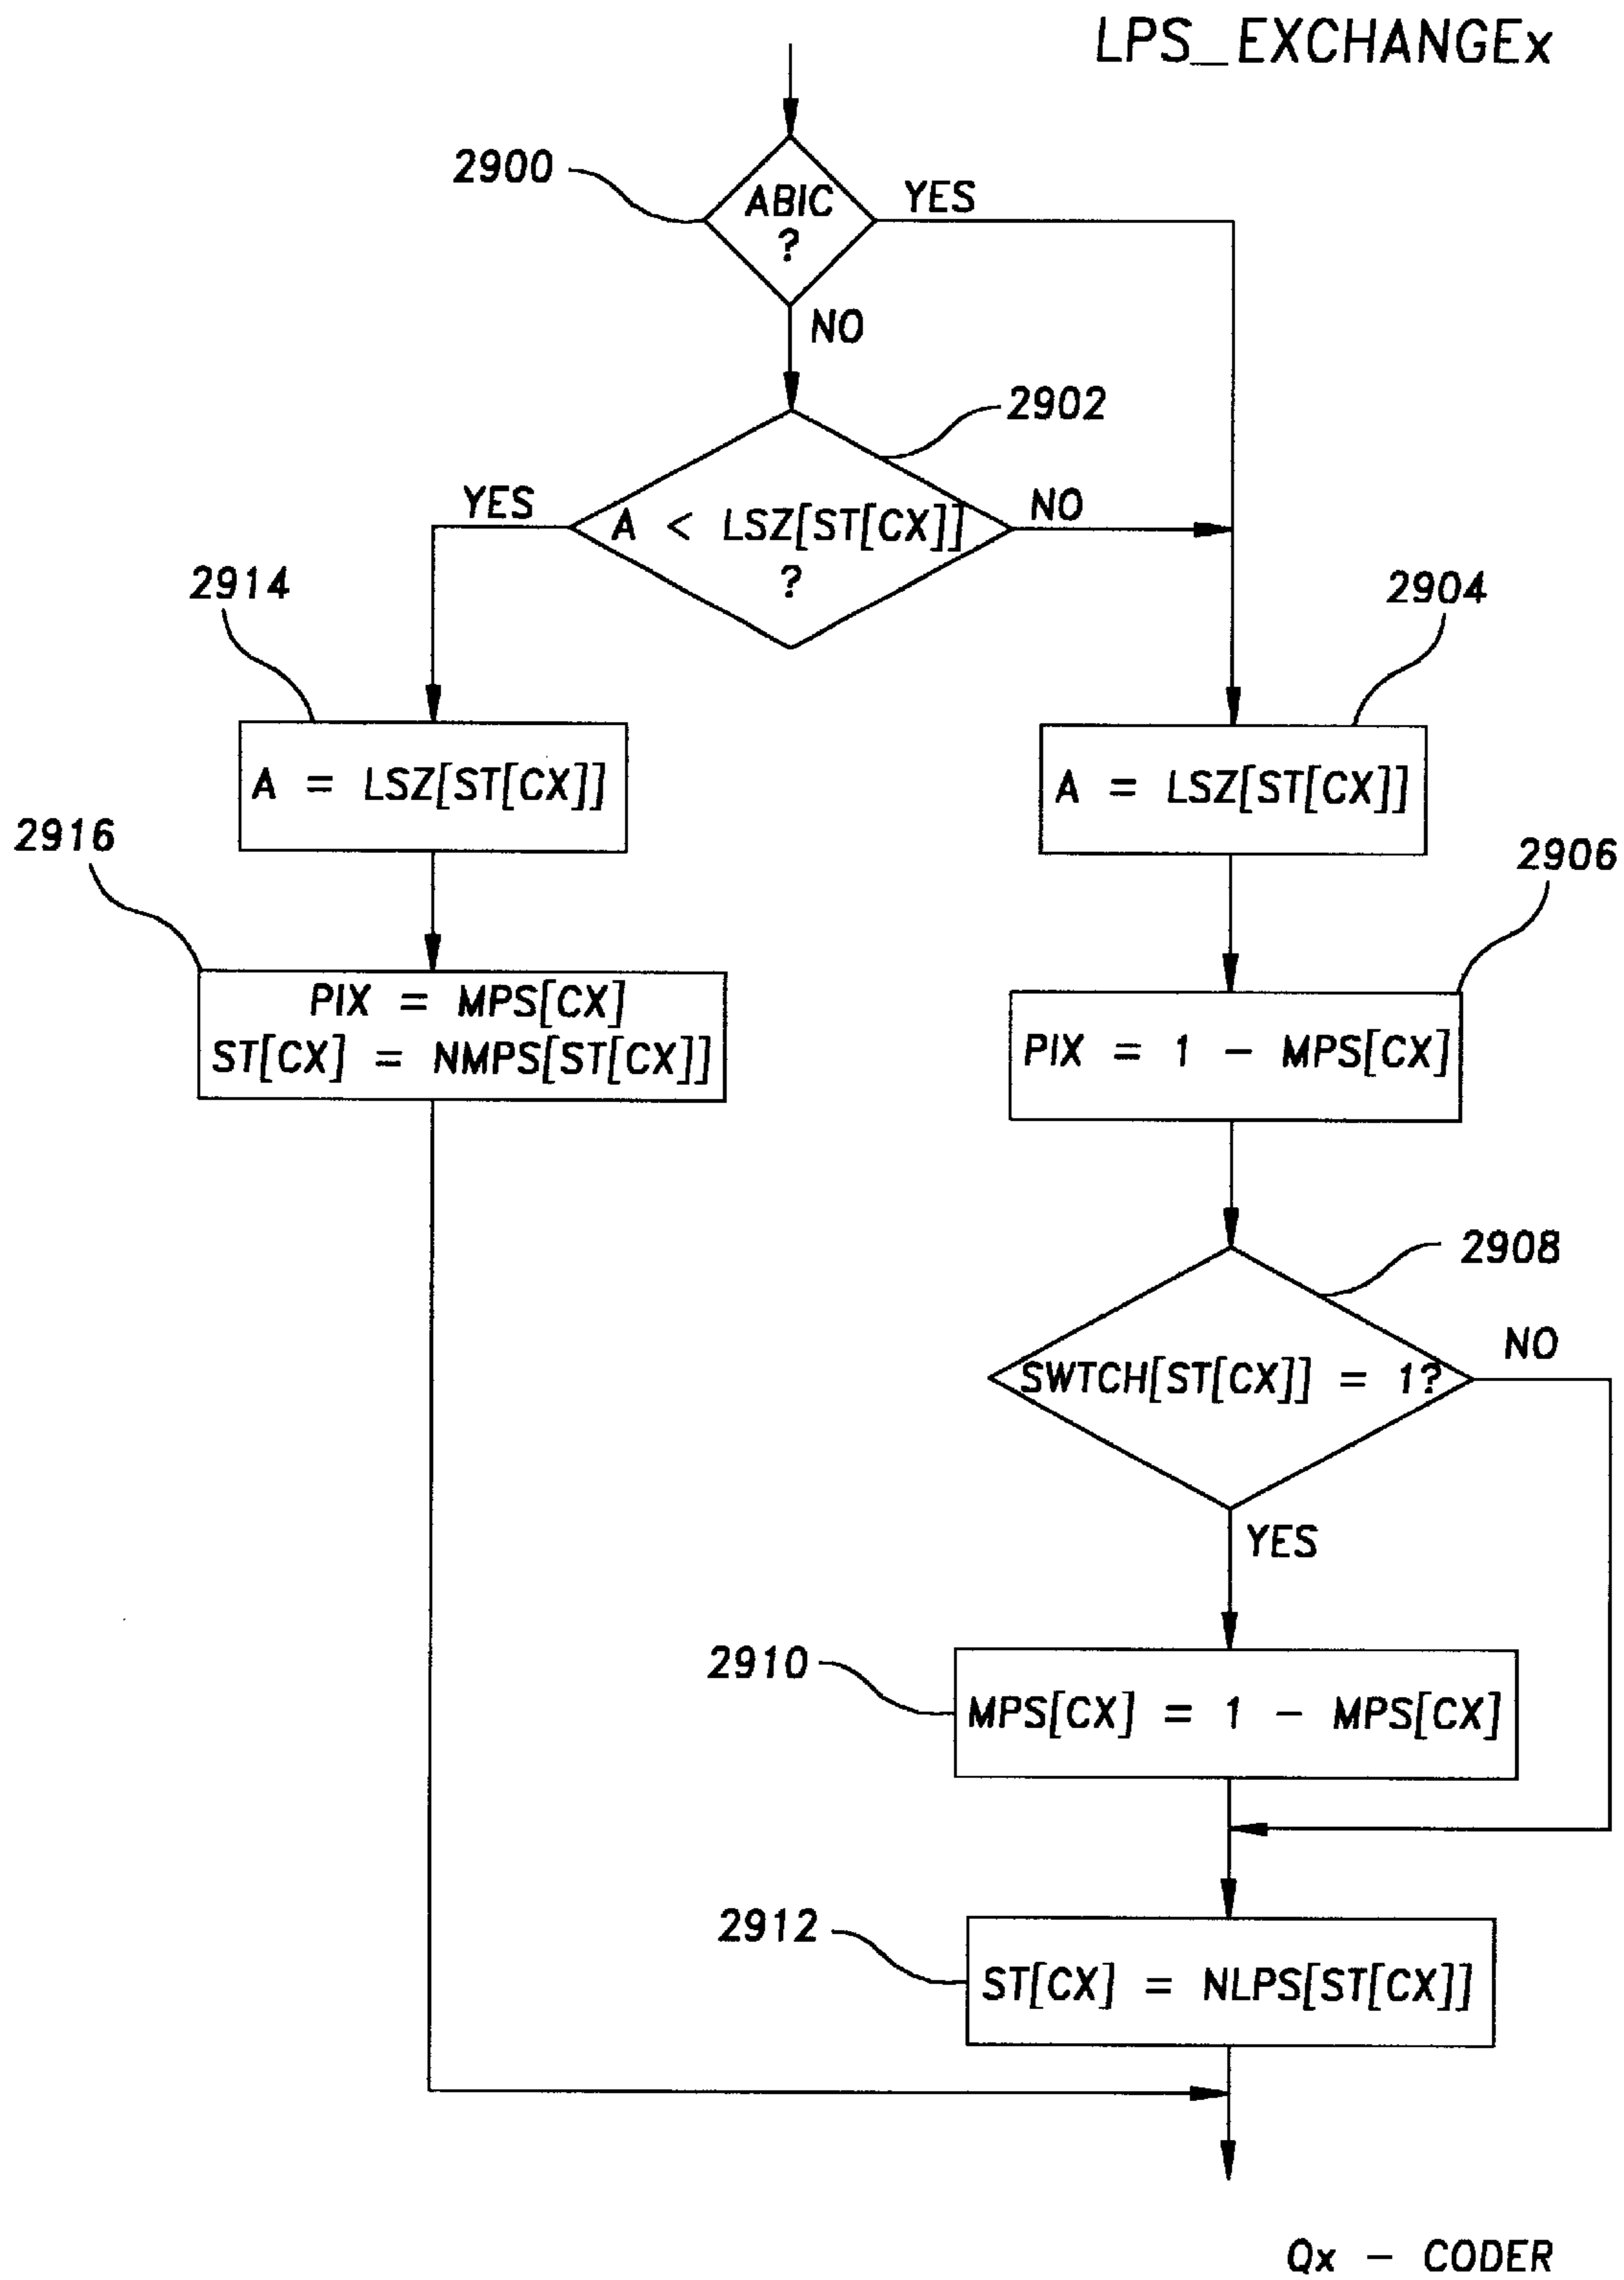 LPS_EXCHANGEx
2900
ABIC
?
YES
NO
2902
A < LSZ[ST[CX]]
?
YES
NO
2914
2904
A = LSZ[ST[CX]]
A = LSZ[ST[CX]]
2916
2906
PIX = MPS[CX]
ST[CX] = NMPS[ST[CX]]
PIX = 1 - MPS[CX]
2908
SWTCH[ST[CX]] = 1?
NO
YES
2910
MPS[CX] = 1 - MPS[CX]
2912
ST[CX] = NLPS[ST[CX]]
Qx - CODER